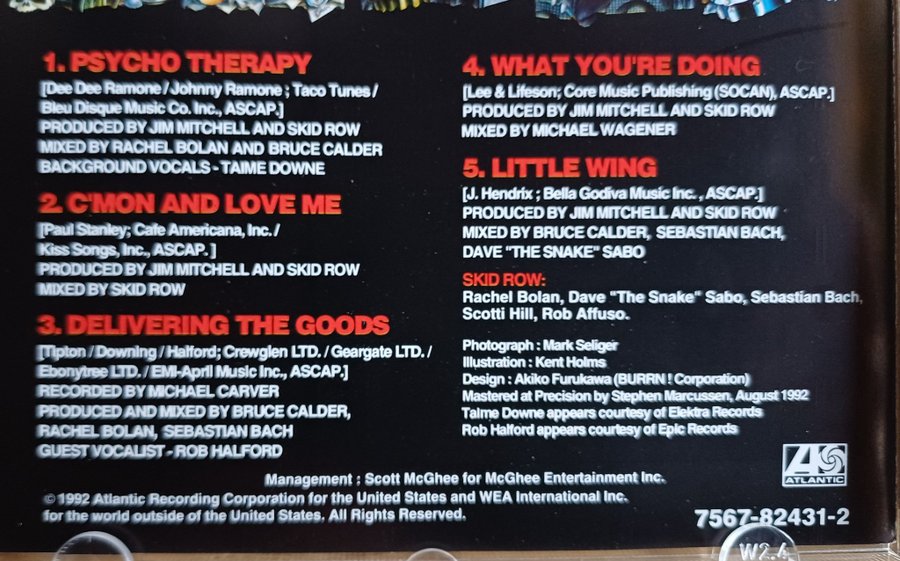 1. PSYCHO THERAPY
[Dee Dee Ramone / Johnny Ramone ; Taco Tunes /
Bleu Disque Music Co. Inc., ASCAP.]
PRODUCED BY JIM MITCHELL AND SKID ROW
MIXED BY RACHEL BOLAN AND BRUCE CALDER
BACKGROUND VOCALS - TAIME DOWNE
2. C'MON AND LOVE ME
[Paul Stanley; Cafe Americana, Inc. /
Kiss Songs, Inc., ASCAP. ]
PRODUCED BY JIM MITCHELL AND SKID ROW
MIXED BY SKID ROW
3. DELIVERING THE GOODS
[Tipton / Downing / Halford; Crewglen LTD. / Geargate LTD. /
Ebonytree LTD. / EMI-April Music Inc., ASCAP.]
RECORDED BY MICHAEL CARVER
PRODUCED AND MIXED BY BRUCE CALDER,
RACHEL BOLAN, SEBASTIAN BACH
GUEST VOCALIST - ROB HALFORD
4. WHAT YOU'RE DOING
[Lee & Lifeson; Core Music Publishing (SOCAN), ASCAP.]
PRODUCED BY JIM MITCHELL AND SKID ROW
MIXED BY MICHAEL WAGENER
5. LITTLE WING
[J. Hendrix ; Bella Godiva Music Inc. , ASCAP.]
PRODUCED BY JIM MITCHELL AND SKID ROW
MIXED BY BRUCE CALDER, SEBASTIAN BACH,
DAVE "THE SNAKE" SABO
SKID ROW:
Rachel Bolan, Dave "The Snake" Sabo, Sebastian Bach,
Scotti Hill, Rob Affuso.
Photograph : Mark Seliger
Illustration : Kent Holms
Design : Akiko Furukawa (BURRN ! Corporation)
Mastered at Precision by Stephen Marcussen, August 1992
Taime Downe appears courtesy of Elektra Records
Rob Halford appears courtesy of Epic Records
Management : Scott McGhee for McGhee Entertainment Inc.
© 1992 Atlantic Recording Corporation for the United States and WEA International Inc.
for the world outside of the United States. All Rights Reserved.
ATLANTIC
7567-82431-2
W2.4